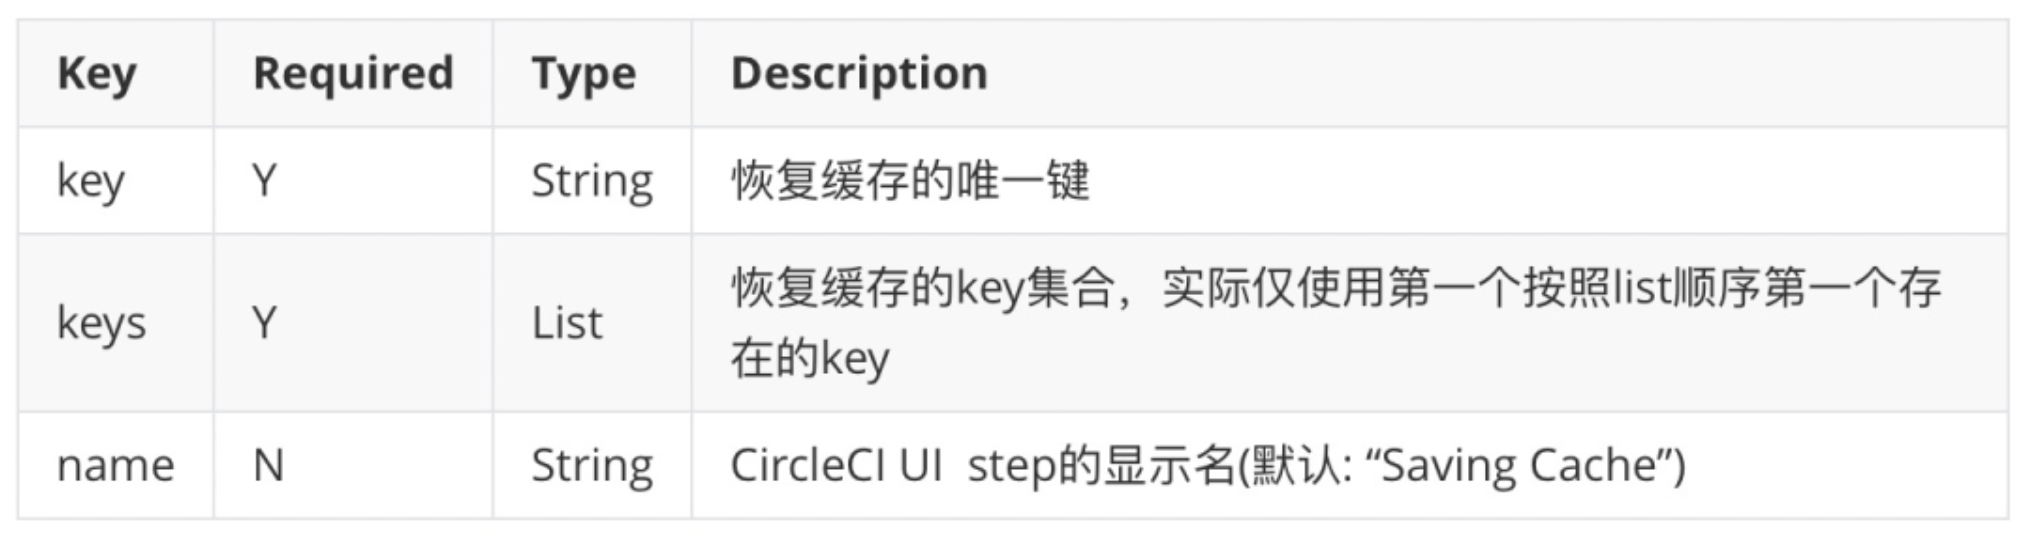 Key Required Type Description
key Y String 恢复缓存的唯一键
keys Y List 恢复缓存的key集合，实际仅使用第一个按照list顺序第一个存
在的key
name N String CircleCI UI  step的显示名(默认: “Saving Cache”)